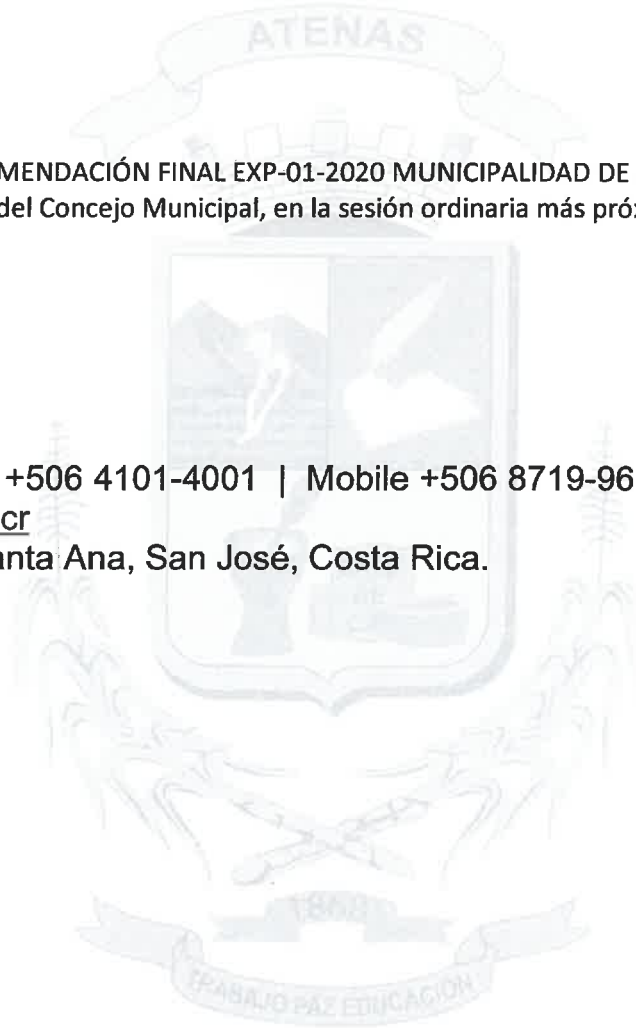 ATENAS
MENDACIÓN FINAL EXP-01-2020 MUNICIPALIDAD DE
del Concejo Municipal, en la sesión ordinaria más pró
+506 4101-4001 | Mobile +506 8719-96
cr
anta Ana, San José, Costa Rica.
DE
1868
TRABAJO PAZ EDUCACIÓN